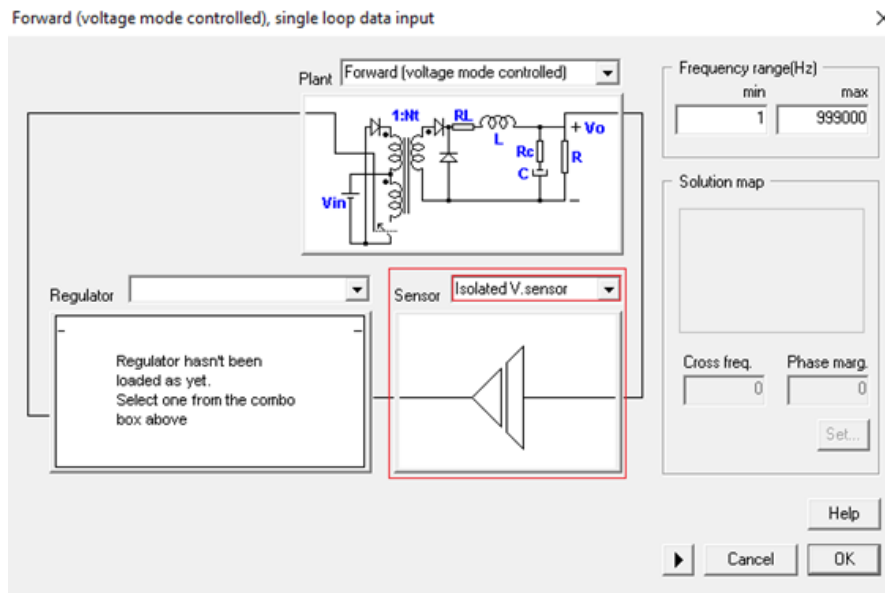 Forward (voltage mode controlled), single loop data input
Plant Forward (voltage mode controlled)
1:Nt
RL
L
+ Vo
Rc
R
C
Vin
–
Regulator
Regulator hasn't been
loaded as yet.
Select one from the combo
box above
Sensor Isolated V.sensor
Frequency range(Hz)
min max
1 999000
Solution map
Cross freq. Phase marg.
0 0
Set...
Help
Cancel OK